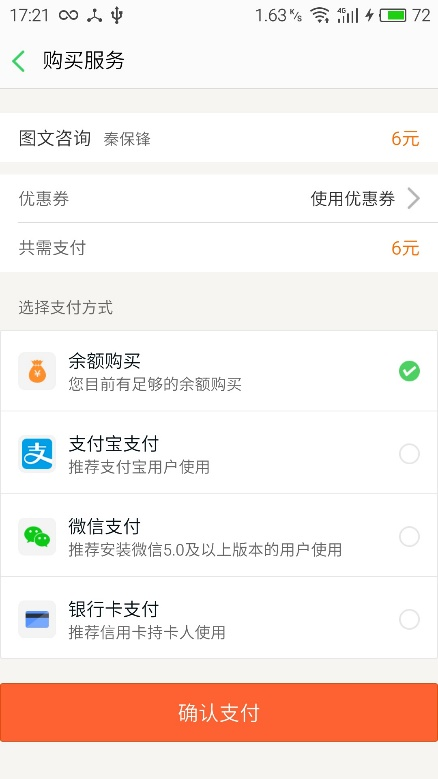 17:21 1.63 K/s 4G 72
购买服务
图文咨询 秦保锋 6元
优惠券 使用优惠券
共需支付 6元
选择支付方式
余额购买
您目前有足够的余额购买
支付宝支付
推荐支付宝用户使用
微信支付
推荐安装微信5.0及以上版本的用户使用
银行卡支付
推荐信用卡持卡人使用
确认支付